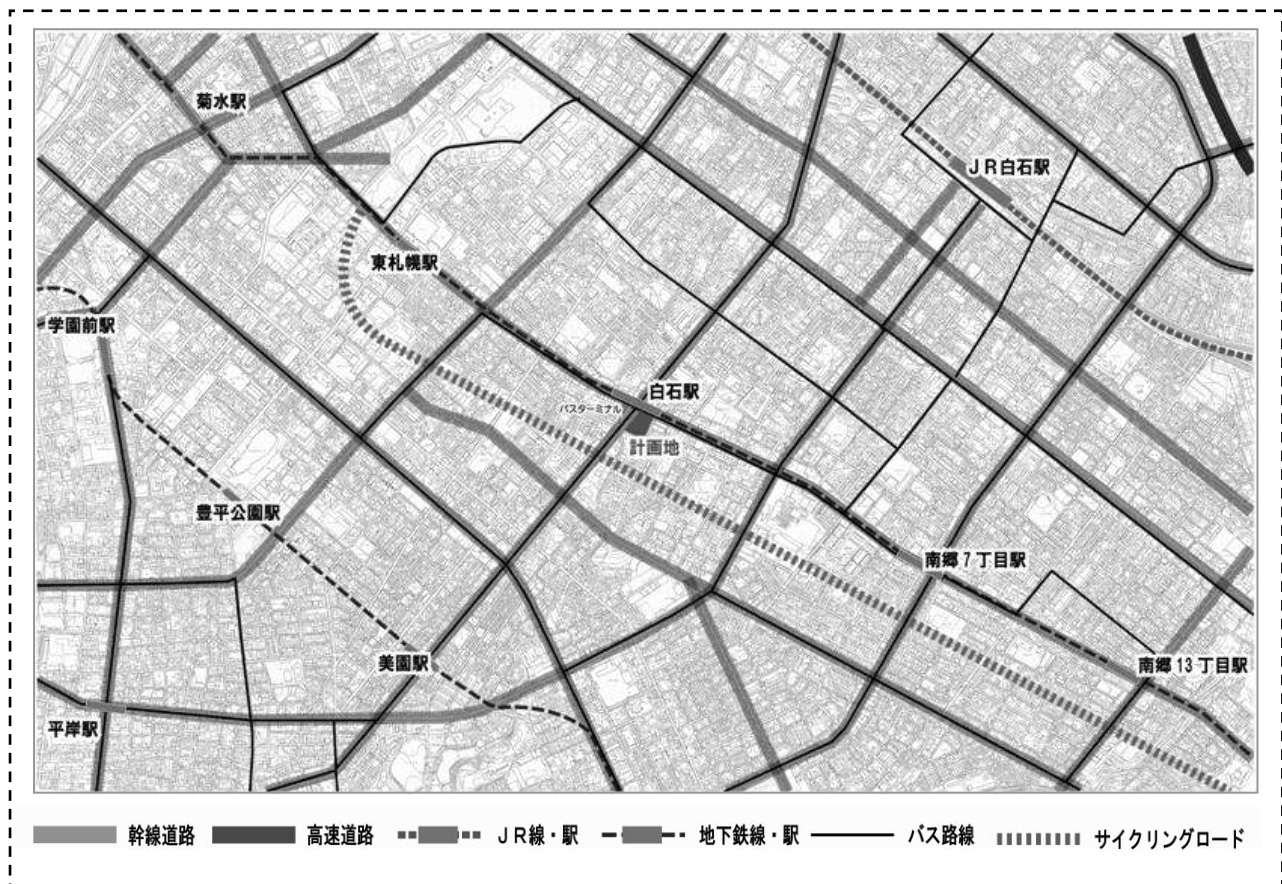 菊水駅
JR白石駅
東札幌駅
学園前駅
白石駅
バスターミナル
計画地
豊平公園駅
南郷7丁目駅
美園駅
南郷13丁目駅
平岸駅
幹線道路
高速道路
JR線・駅
地下鉄線・駅
バス路線
サイクリングロード